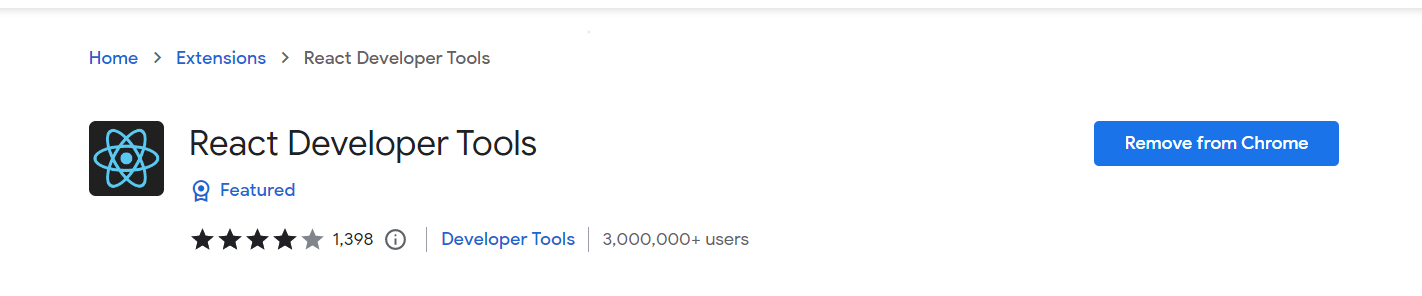 Home > Extensions > React Developer Tools
React Developer Tools
Remove from Chrome
Featured
1,398 Developer Tools 3,000,000+ users